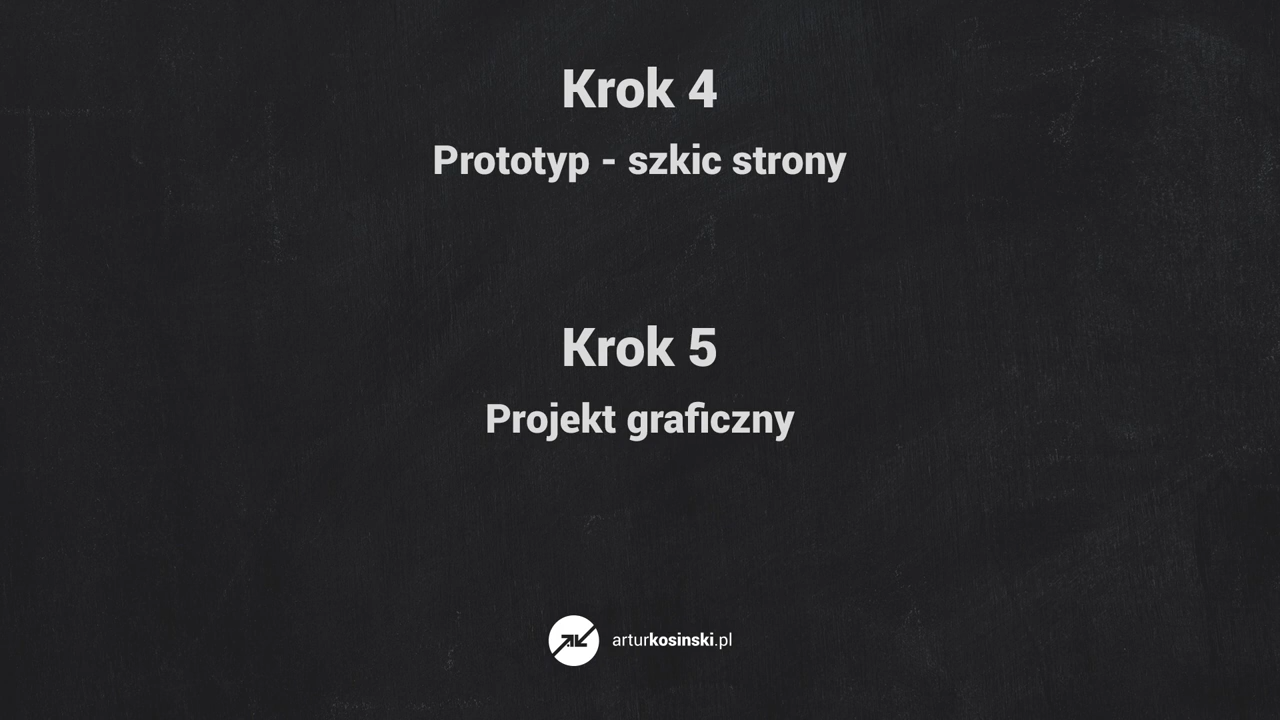 Krok 4
Prototyp - szkic strony
Krok 5
Projekt graficzny
arturkosinski.pl